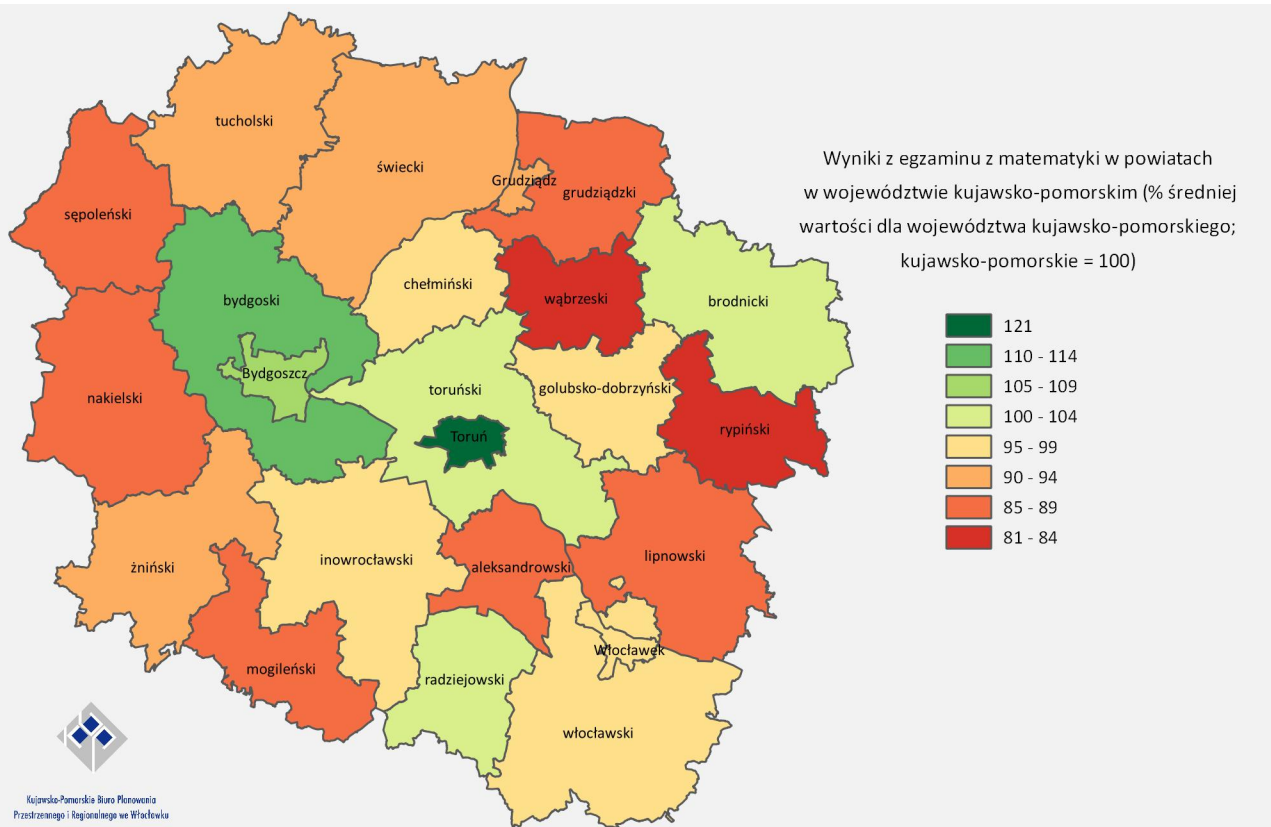 tucholski
świecki
Grudziądz
grudziądzki
sępoleński
Wyniki z egzaminu z matematyki w powiatach
w województwie kujawsko-pomorskim (% średniej
wartości dla województwa kujawsko-pomorskiego;
kujawsko-pomorskie = 100)
chełmiński
bydgoski
wąbrzeski
brodnicki
121
110 - 114
105 - 109
100 - 104
95 - 99
90 - 94
85 - 89
81 - 84
Bydgoszcz
toruński
golubsko-dobrzyński
nakielski
Toruń
rypiński
inowrocławski
aleksandrowski
lipnowski
żniński
Włocławek
mogileński
radziejowski
włocławski
Kujawsko-Pomorskie Biuro Planowania
Przestrzennego i Regionalnego we Włocławku